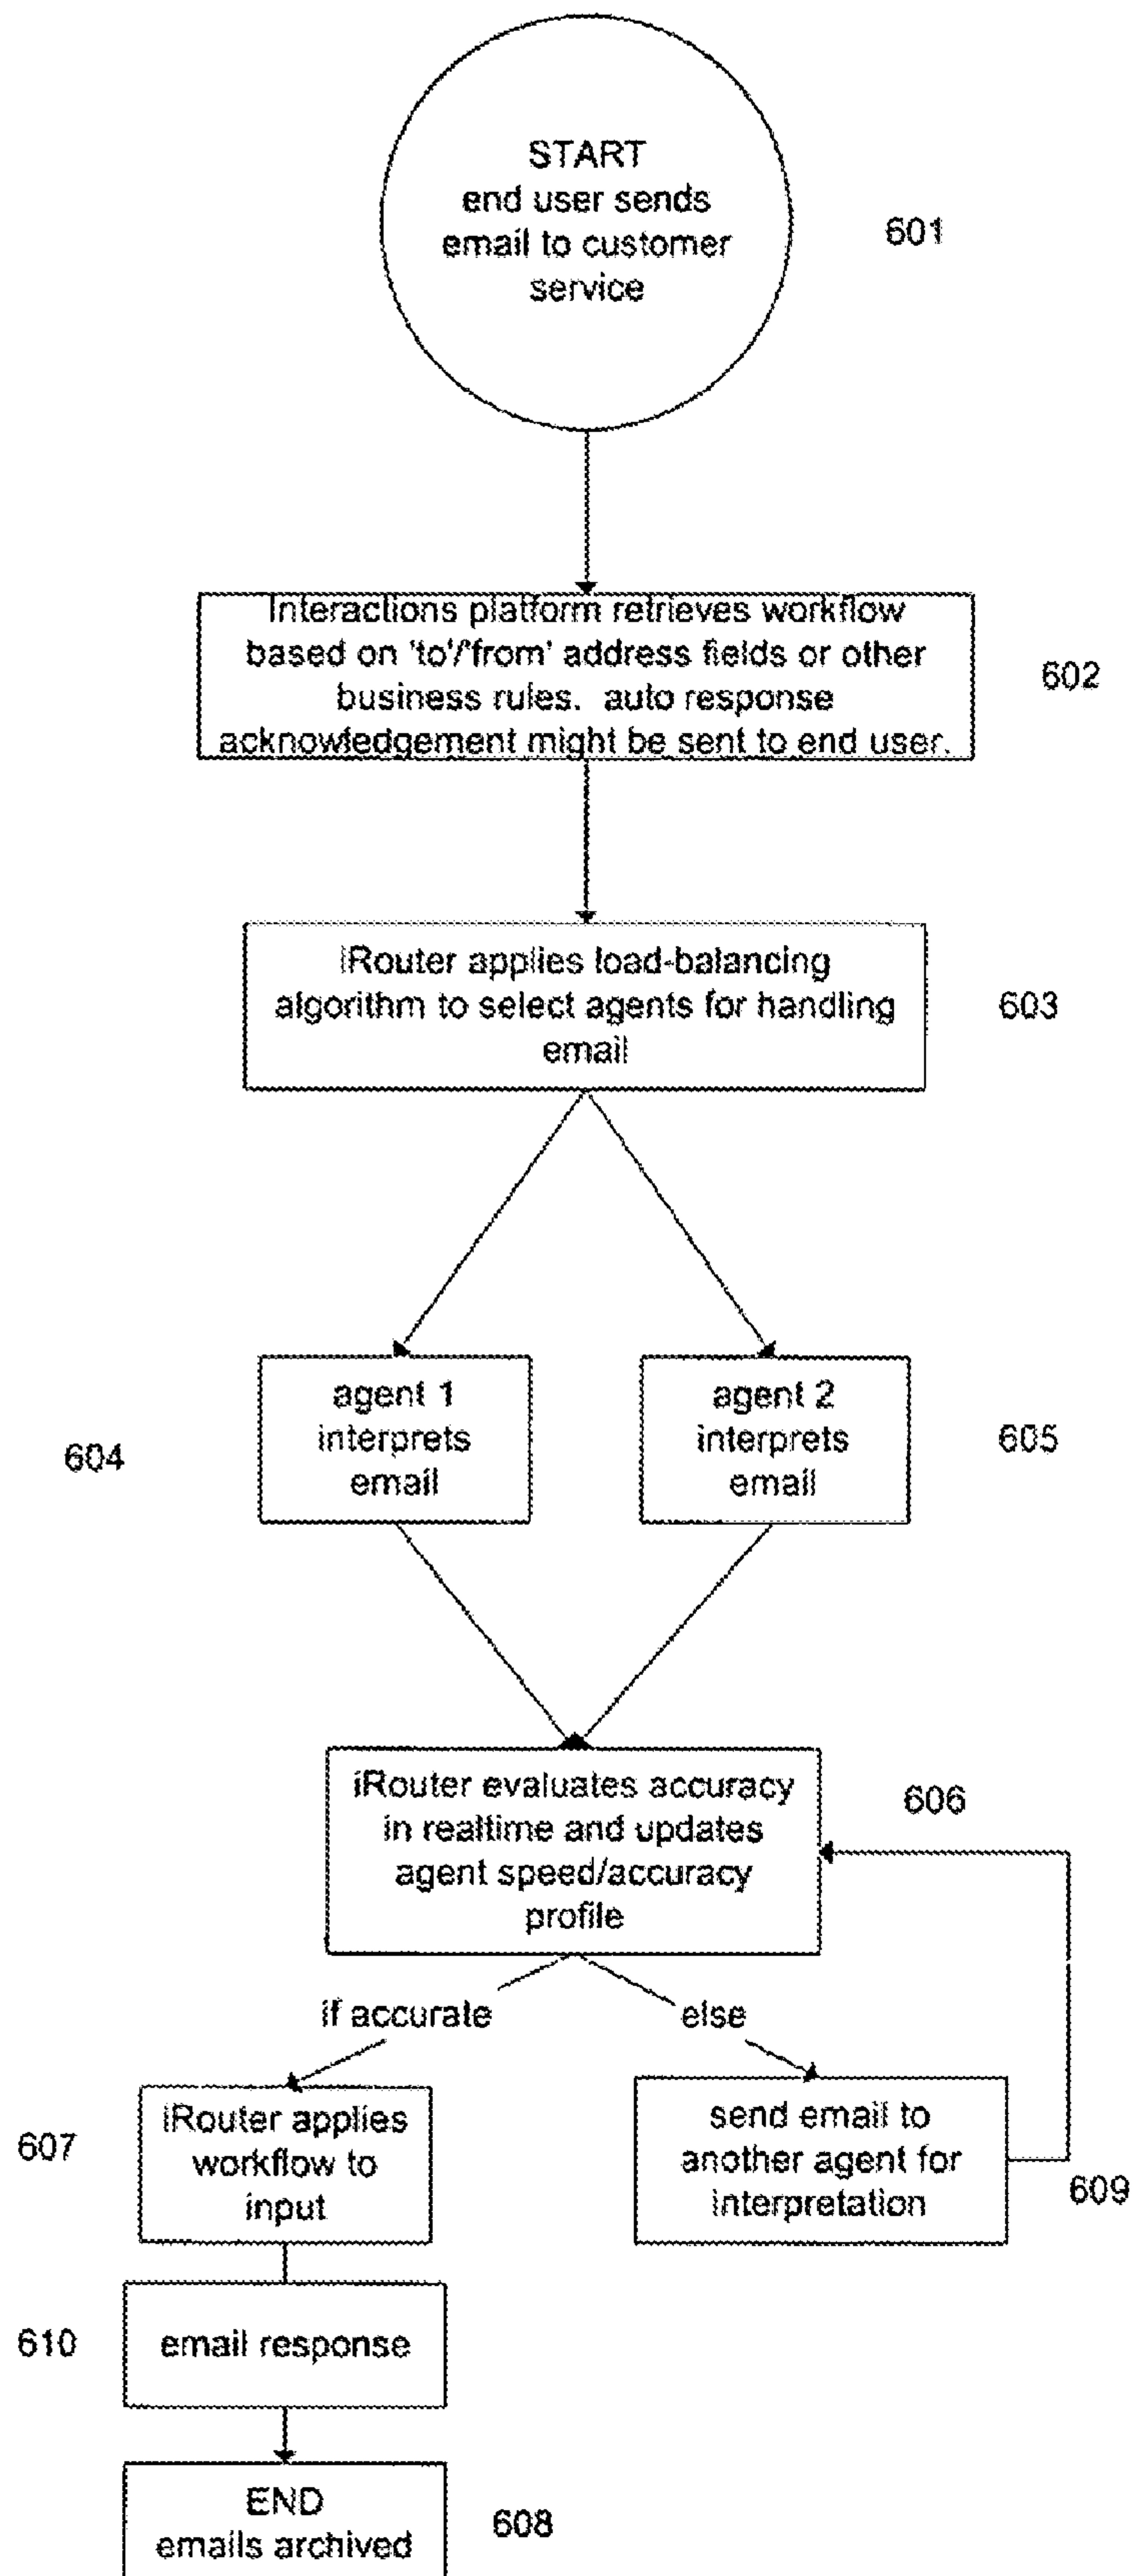 START
end user sends
email to customer
service
601
Interactions platform retrieves workflow
based on 'to'/'from' address fields or other
business rules. auto response
acknowledgement might be sent to end user.
602
iRouter applies load-balancing
algorithm to select agents for handling
email
603
agent 1
interprets
email
604
agent 2
interprets
email
605
iRouter evaluates accuracy
in realtime and updates
agent speed/accuracy
profile
606
if accurate
else
iRouter applies
workflow to
input
607
send email to
another agent for
interpretation
609
email response
610
END
emails archived
608